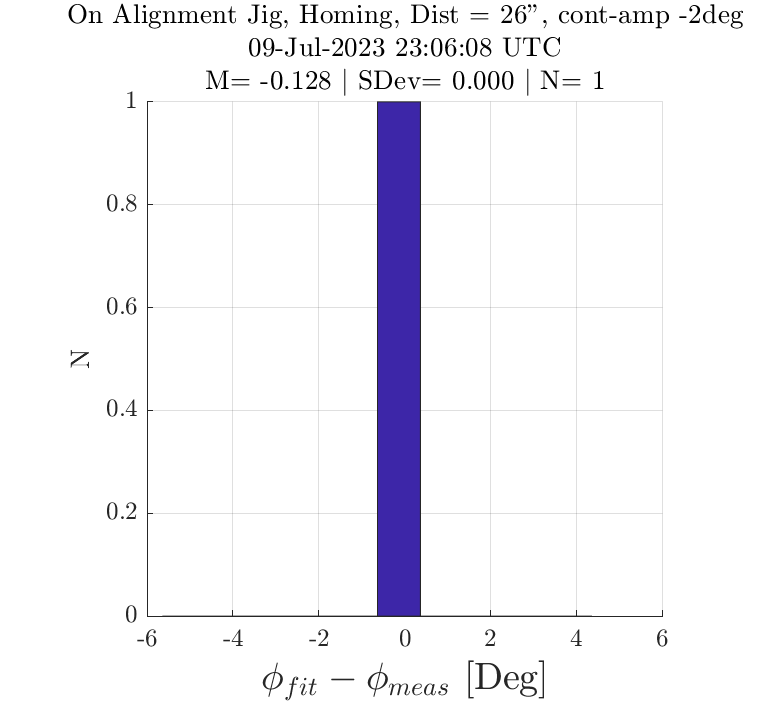 On Alignment Jig, Homing, Dist = 26”, cont-amp -2deg
09-Jul-2023 23:06:08 UTC
M= -0.128 | SDev= 0.000 | N= 1
1
0.8
0.6
0.4
0.2
0
N
-6 -4 -2 0 2 4 6
ϕ_fit − ϕ_meas [Deg]